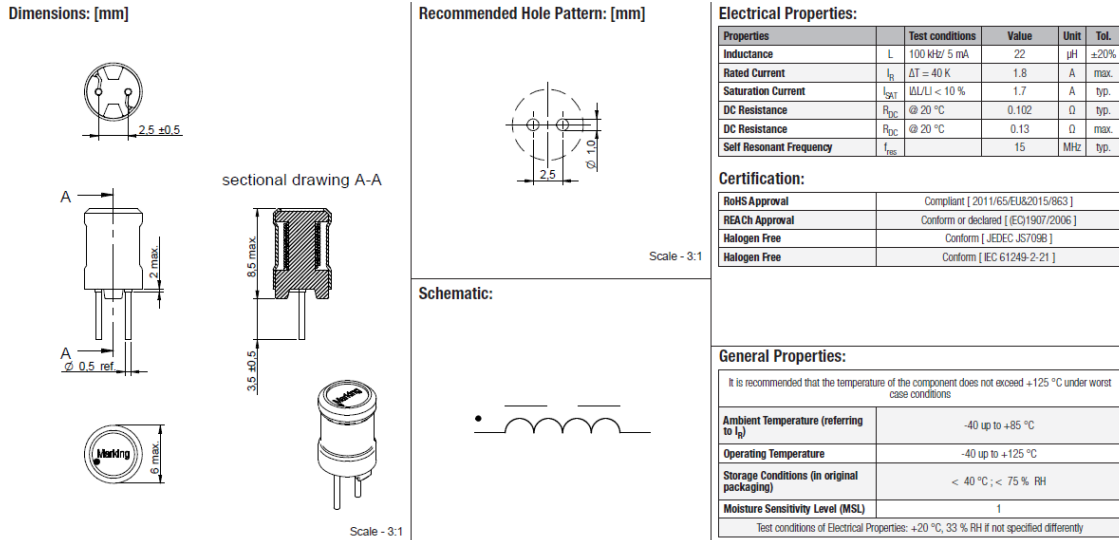 Dimensions: [mm]
2,5 ±0,5
sectional drawing A-A
A
2 max.
8,5 max.
A
Ø 0,5 ref.
3,5 ±0,5
Marking
6 max.
Marking
Scale - 3:1
Recommended Hole Pattern: [mm]
Ø 1,0
2,5
Scale - 3:1
Schematic:
Electrical Properties:
Properties Test conditions Value Unit Tol.
Inductance L 100 kHz/ 5 mA 22 µH ±20%
Rated Current I_R ΔT = 40 K 1.8 A max.
Saturation Current I_SAT |ΔL/L| < 10 % 1.7 A typ.
DC Resistance R_DC @ 20 °C 0.102 Ω typ.
DC Resistance R_DC @ 20 °C 0.13 Ω max.
Self Resonant Frequency f_res 15 MHz typ.
Certification:
RoHS Approval Compliant [ 2011/65/EU&2015/863 ]
REACh Approval Conform or declared [ (EC)1907/2006 ]
Halogen Free Conform [ JEDEC JS709B ]
Halogen Free Conform [ IEC 61249-2-21 ]
General Properties:
It is recommended that the temperature of the component does not exceed +125 °C under worst
case conditions
Ambient Temperature (referring
to I_R) -40 up to +85 °C
Operating Temperature -40 up to +125 °C
Storage Conditions (in original
packaging) < 40 °C ; < 75 % RH
Moisture Sensitivity Level (MSL) 1
Test conditions of Electrical Properties: +20 °C, 33 % RH if not specified differently